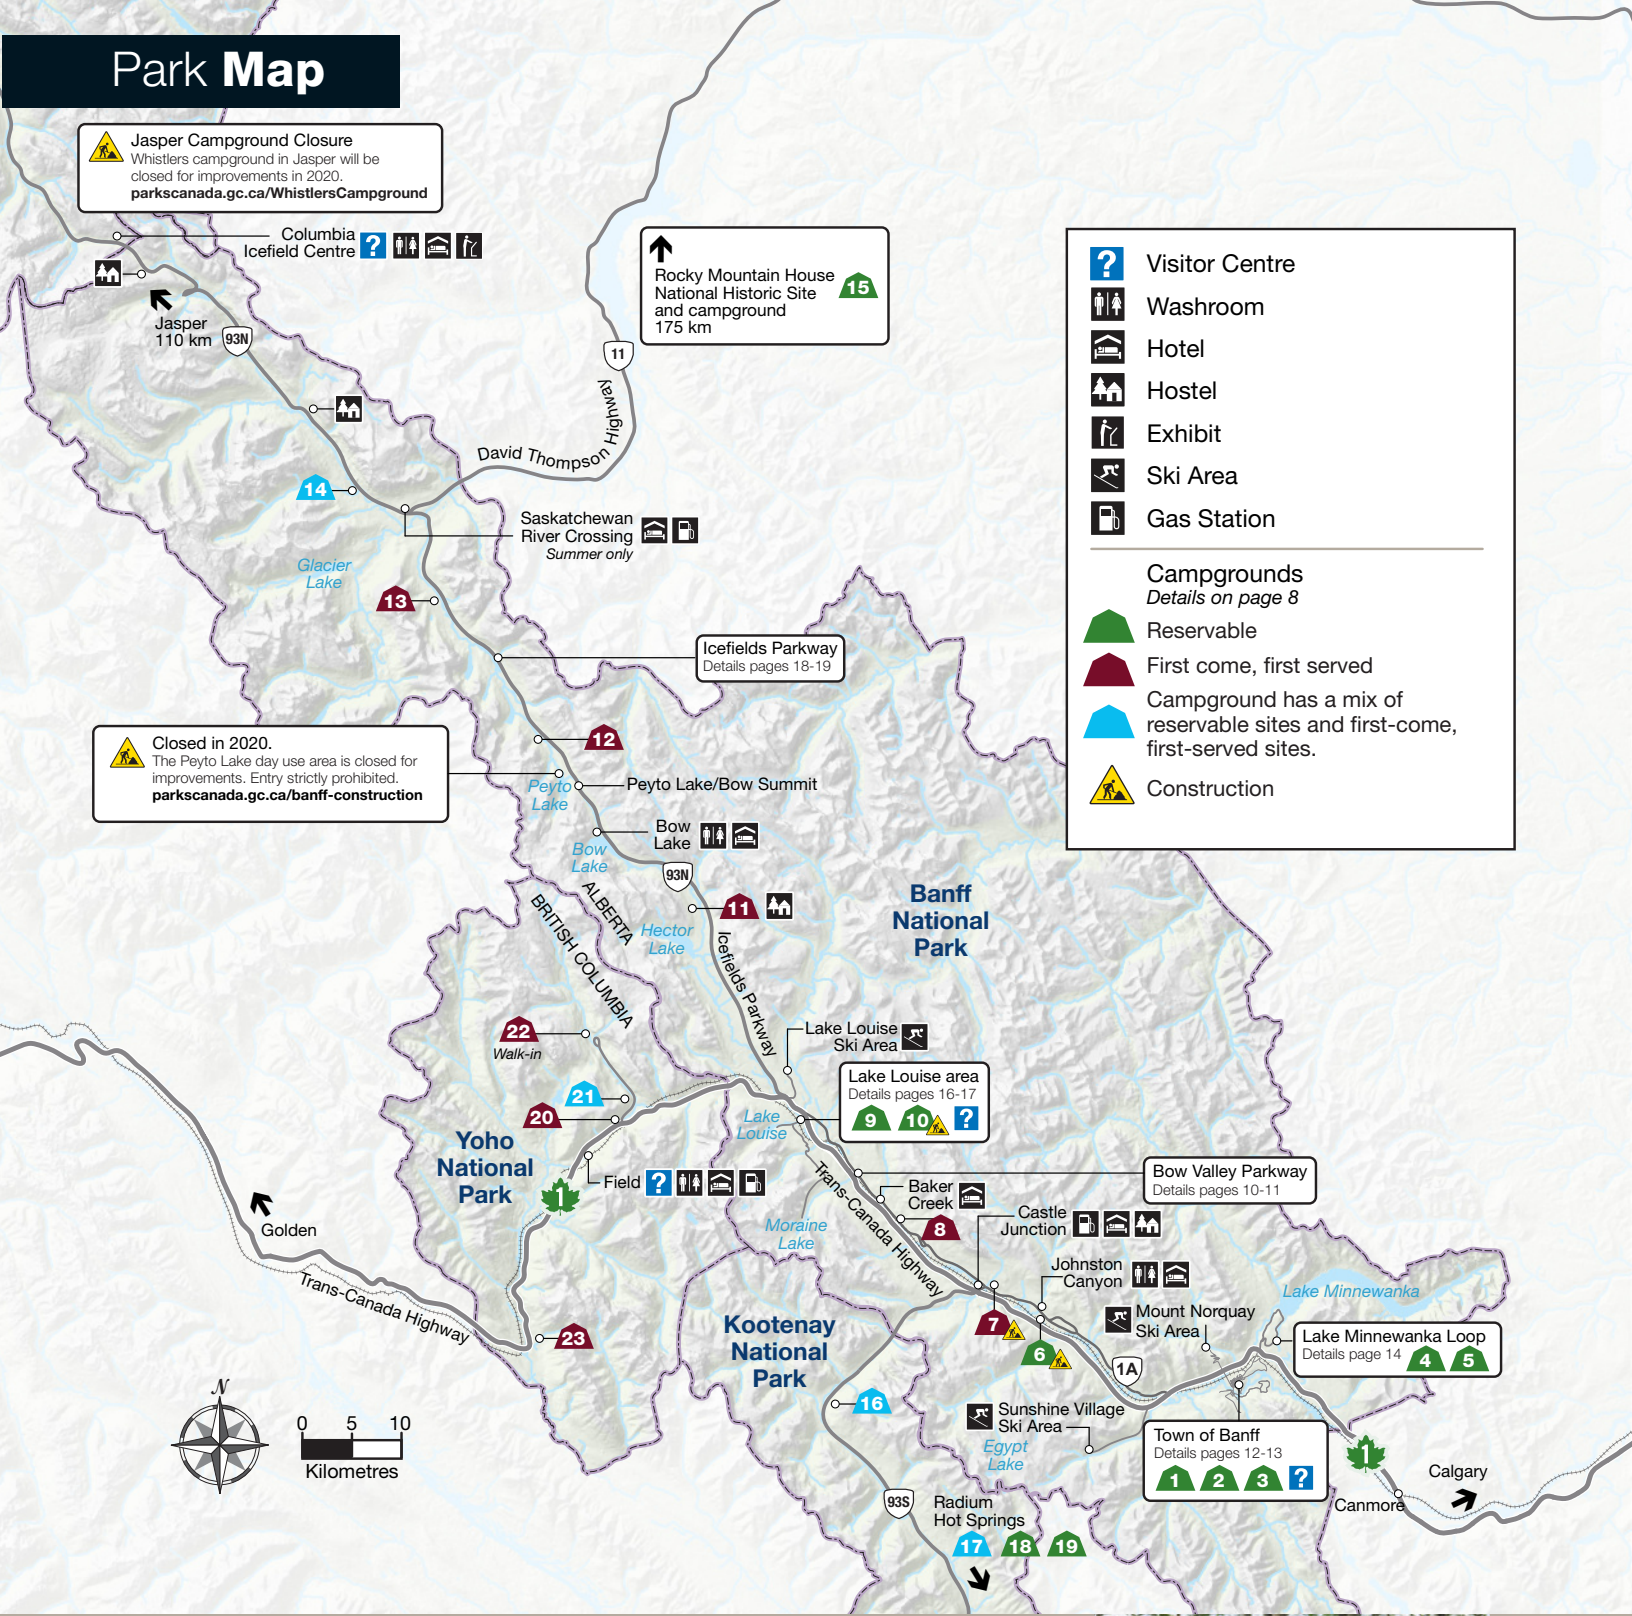 Park Map
Jasper Campground Closure
Whistlers campground in Jasper will be
closed for improvements in 2020.
parkscanada.gc.ca/WhistlersCampground
Columbia
Icefield Centre
?
Jasper
110 km
93N
Rocky Mountain House
National Historic Site
and campground
175 km
15
11
David Thompson Highway
14
Saskatchewan
River Crossing
Summer only
Glacier
Lake
13
Icefields Parkway
Details pages 18-19
12
Closed in 2020.
The Peyto Lake day use area is closed for
improvements. Entry strictly prohibited.
parkscanada.gc.ca/banff-construction
Peyto
Lake
Peyto Lake/Bow Summit
Bow
Lake
Bow
Lake
93N
ALBERTA
BRITISH COLUMBIA
11
Hector
Lake
Icefields Parkway
Banff
National
Park
? Visitor Centre
Washroom
Hotel
Hostel
Exhibit
Ski Area
Gas Station
Campgrounds
Details on page 8
Reservable
First come, first served
Campground has a mix of
reservable sites and first-come,
first-served sites.
Construction
22
Walk-in
21
20
Lake Louise
Ski Area
Lake Louise area
Details pages 16-17
9 10 ?
Lake
Louise
Yoho
National
Park
1
Field ?
Trans-Canada Highway
Bow Valley Parkway
Details pages 10-11
Baker
Creek
8
Castle
Junction
Moraine
Lake
Golden
Trans-Canada Highway
23
Johnston
Canyon
7
6
Mount Norquay
Ski Area
Lake Minnewanka
Lake Minnewanka Loop
Details page 14
4 5
1A
Kootenay
National
Park
16
Sunshine Village
Ski Area
Egypt
Lake
Town of Banff
Details pages 12-13
1 2 3 ?
1
Calgary
Canmore
93S
Radium
Hot Springs
17 18 19
N
0 5 10
Kilometres